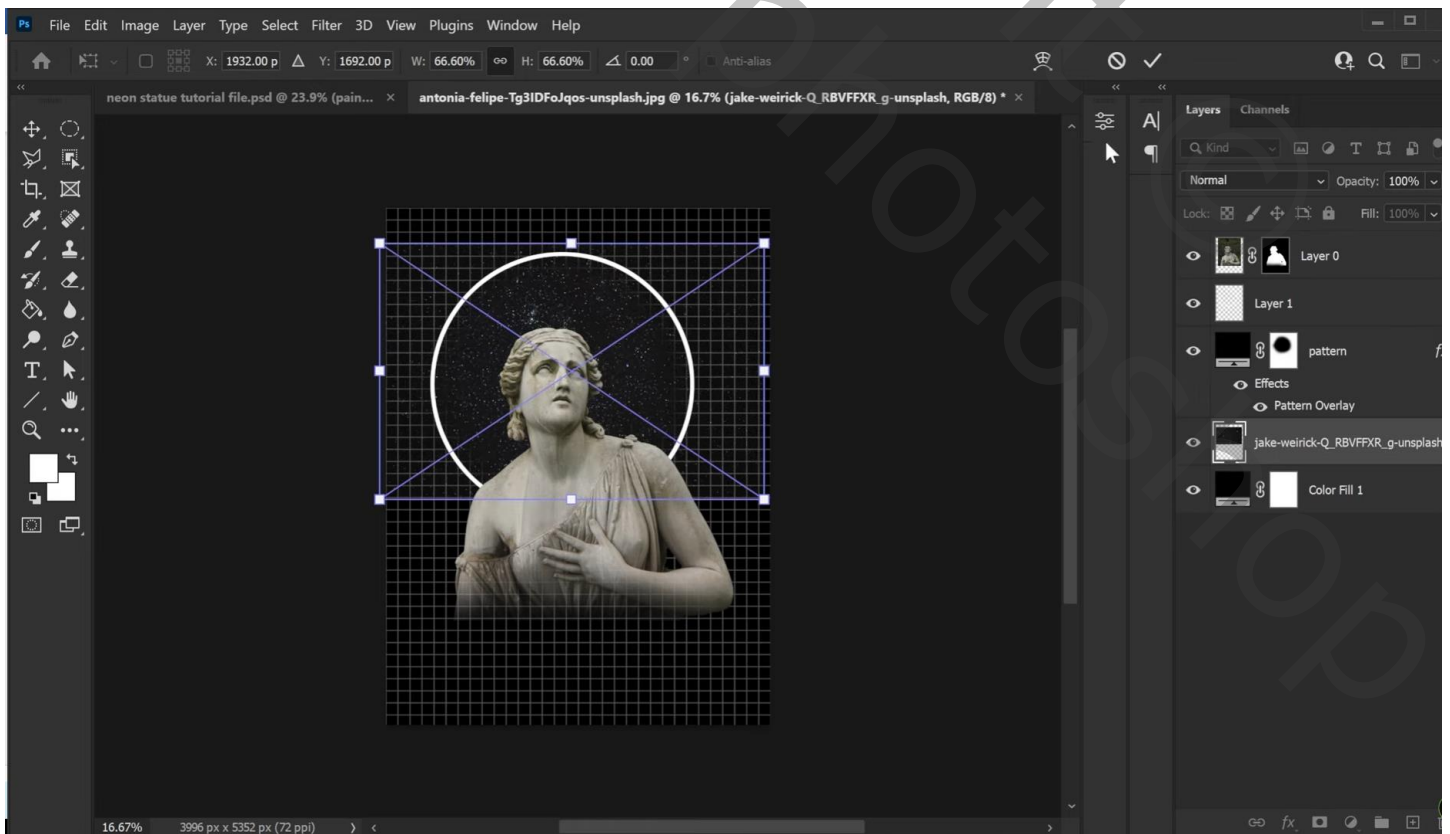 Ps File Edit Image Layer Type Select Filter 3D View Plugins Window Help
X: 1932.00 p Y: 1692.00 p W: 66.60% H: 66.60% 0.00 ° Anti-alias
neon statue tutorial file.psd @ 23.9% (pain... × antonia-felipe-Tg3IDFoJqos-unsplash.jpg @ 16.7% (jake-weirick-Q_RBVFFXR_g-unsplash, RGB/8) * ×
Layers Channels
Kind
Normal Opacity: 100%
Lock: Fill: 100%
Layer 0
Layer 1
pattern
Effects
Pattern Overlay
jake-weirick-Q_RBVFFXR_g-unsplash
Color Fill 1
16.67% 3996 px x 5352 px (72 ppi)
fx
photoshop